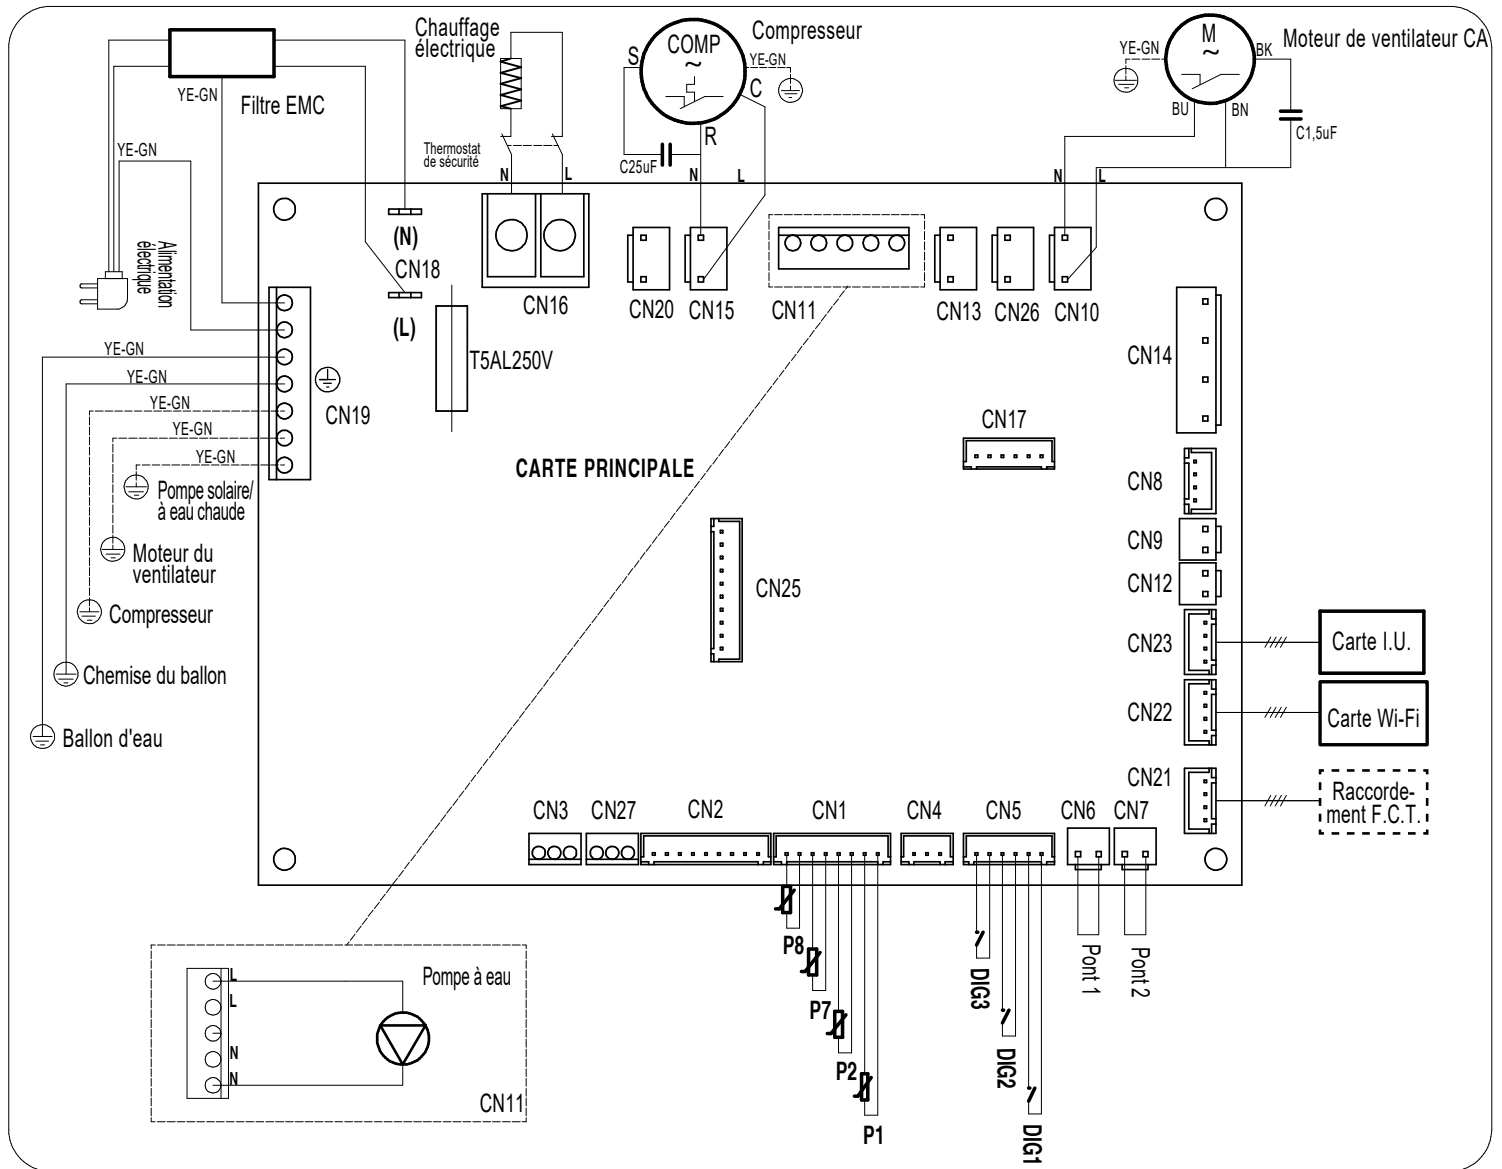 Chauffage
électrique
S
COMP
~
YE-GN
C
R
Compresseur
YE-GN
M
~
BK
BU
BN
Moteur de ventilateur CA
C1,5uF
YE-GN
Filtre EMC
YE-GN
Thermostat
de sécurité
C25uF
N
L
N
L
N
L
Alimentation
électrique
(N)
CN18
(L)
CN16
CN20
CN15
CN11
CN13
CN26
CN10
T5AL250V
CN14
YE-GN
YE-GN
YE-GN
YE-GN
YE-GN
CN19
CN17
CARTE PRINCIPALE
CN8
Pompe solaire/
à eau chaude
CN9
Moteur du
ventilateur
CN25
CN12
Compresseur
CN23
Carte I.U.
Chemise du ballon
CN22
Carte Wi-Fi
Ballon d'eau
CN21
Raccorde-
ment F.C.T.
CN3
CN27
CN2
CN1
CN4
CN5
CN6
CN7
P8
P7
P2
P1
DIG3
DIG2
DIG1
Pont 1
Pont 2
L
L
N
N
Pompe à eau
CN11